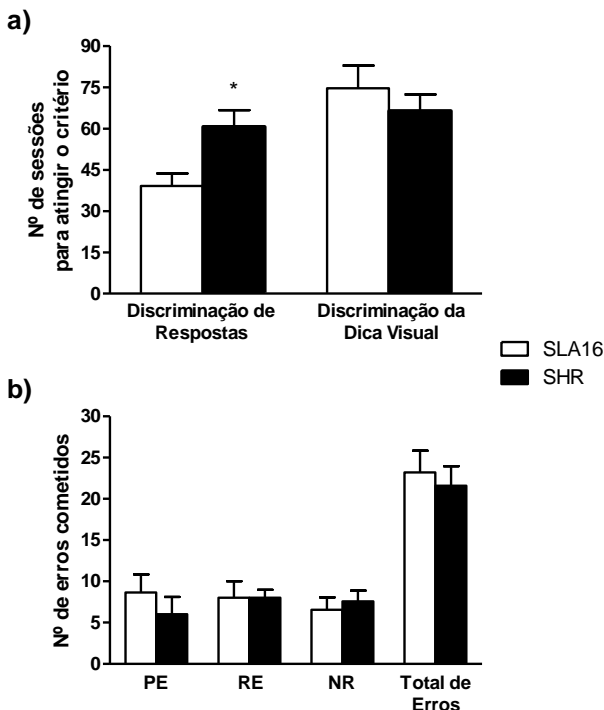 a)
Nº de sessões
para atingir o critério
90
75
60
45
30
15
0
*
Discriminação de
Respostas
Discriminação da
Dica Visual
SLA16
SHR
b)
Nº de erros cometidos
30
25
20
15
10
5
0
PE
RE
NR
Total de
Erros